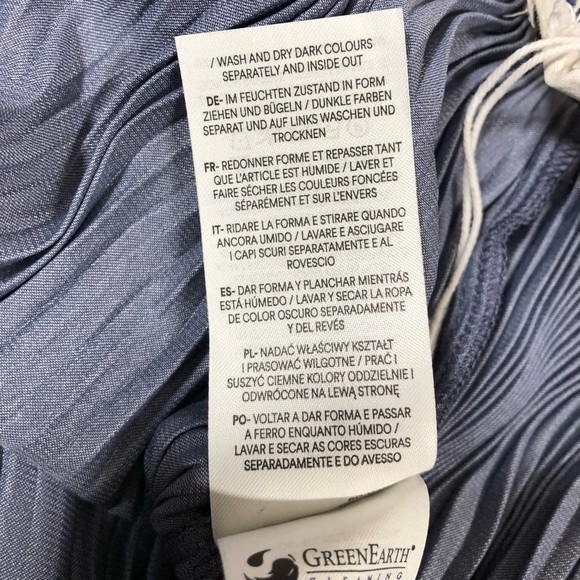 / WASH AND DRY DARK COLOURS
SEPARATELY AND INSIDE OUT
DE- IM FEUCHTEN ZUSTAND IN FORM
ZIEHEN UND BÜGELN / DUNKLE FARBEN
SEPARAT UND AUF LINKS WASCHEN UND
TROCKNEN
FR- REDONNER FORME ET REPASSER TANT
QUE L'ARTICLE EST HUMIDE / LAVER ET
FAIRE SÉCHER LES COULEURS FONCÉES
SÉPARÉMENT ET SUR L'ENVERS
IT- RIDARE LA FORMA E STIRARE QUANDO
ANCORA UMIDO / LAVARE E ASCIUGARE
I CAPI SCURI SEPARATAMENTE E AL
ROVESCIO
ES- DAR FORMA Y PLANCHAR MIENTRÁS
ESTÁ HÚMEDO / LAVAR Y SECAR LA ROPA
DE COLOR OSCURO SEPARADAMENTE
Y DEL REVÉS
PL- NADAĆ WŁAŚCIWY KSZTAŁT
I PRASOWAĆ WILGOTNE / PRAĆ I
SUSZYĆ CIEMNE KOLORY ODDZIELNIE I
ODWRÓCONE NA LEWĄ STRONĘ
PO- VOLTAR A DAR FORMA E PASSAR
A FERRO ENQUANTO HÚMIDO /
LAVAR E SECAR AS CORES ESCURAS
SEPARADAMENTE E DO AVESSO
GREENEARTH®
CLEANING